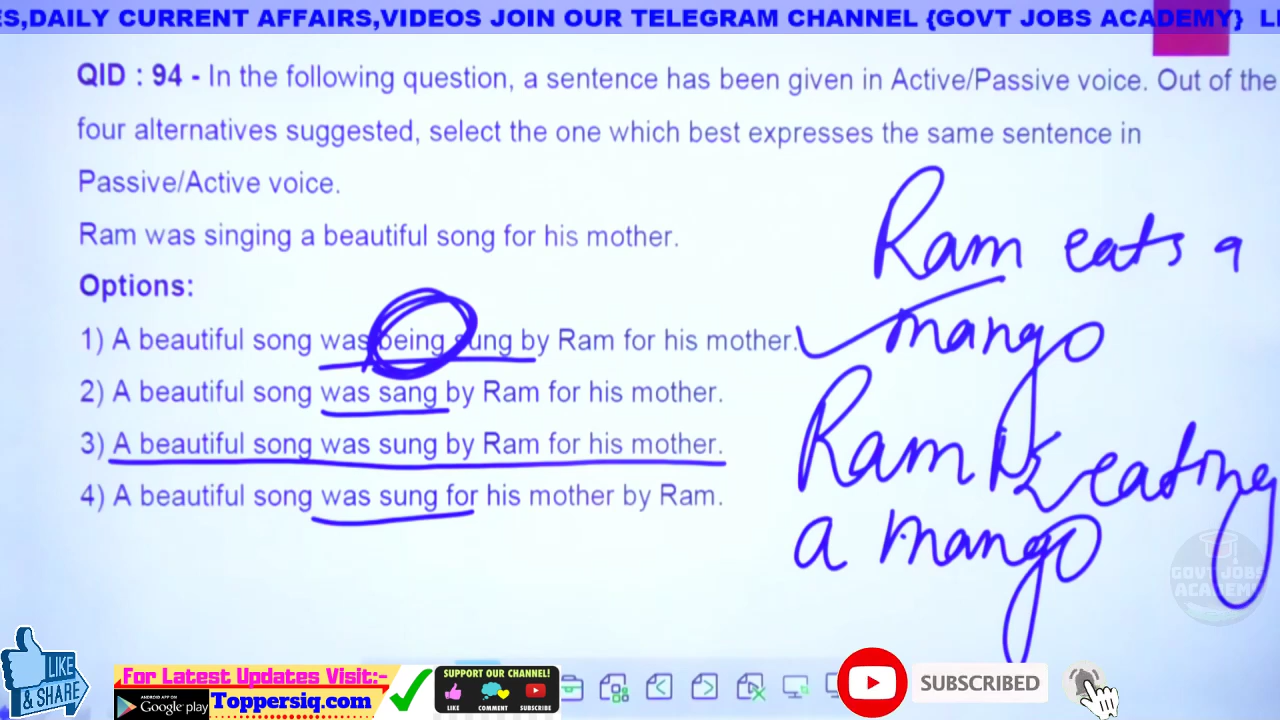 ES,DAILY CURRENT AFFAIRS,VIDEOS JOIN OUR TELEGRAM CHANNEL {GOVT JOBS ACADEMY} LI
QID : 94 - In the following question, a sentence has been given in Active/Passive voice. Out of the
four alternatives suggested, select the one which best expresses the same sentence in
Passive/Active voice.
Ram was singing a beautiful song for his mother.
Options:
1) A beautiful song was being sung by Ram for his mother.
2) A beautiful song was sang by Ram for his mother.
3) A beautiful song was sung by Ram for his mother.
4) A beautiful song was sung for his mother by Ram.
Ram eats a
mango
Ram is eating
a mango
GOVT JOBS
ACADEMY
LIKE
& SHARE
For Latest Updates Visit:-
ANDROID APP ON
Google play
Toppersiq.com
SUPPORT OUR CHANNEL!
LIKE COMMENT SUBSCRIBE
SUBSCRIBED